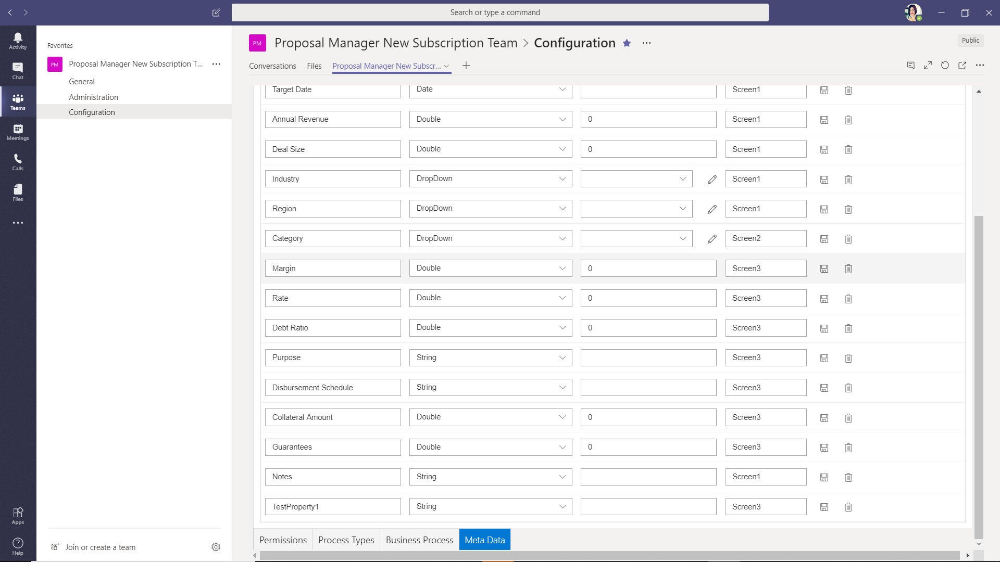 Search or type a command
Activity
Chat
Teams
Meetings
Calls
Files
Apps
Help
Favorites
PM Proposal Manager New Subscription T...
General
Administration
Configuration
Join or create a team
PM Proposal Manager New Subscription Team > Configuration
Public
Conversations Files Proposal Manager New Subscr...
Target Date Date Screen1
Annual Revenue Double 0 Screen1
Deal Size Double 0 Screen1
Industry DropDown Screen1
Region DropDown Screen1
Category DropDown Screen2
Margin Double 0 Screen3
Rate Double 0 Screen3
Debt Ratio Double 0 Screen3
Purpose String Screen3
Disbursement Schedule String Screen3
Collateral Amount Double 0 Screen3
Guarantees Double 0 Screen3
Notes String Screen1
TestProperty1 String Screen3
Permissions Process Types Business Process Meta Data